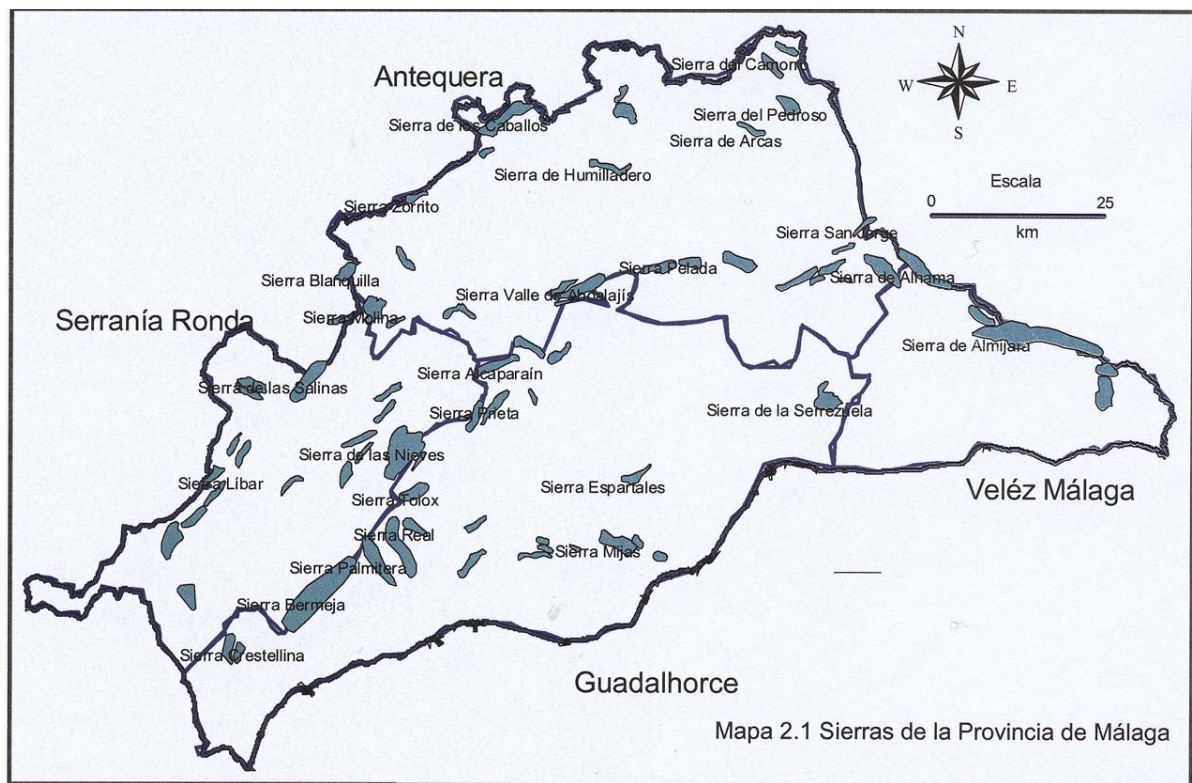 N
W
E
S
Escala
0
25
km
Antequera
Sierra del Camorro
Sierra de los Caballos
Sierra del Pedroso
Sierra de Arcas
Sierra de Humilladero
Sierra Zorrito
Sierra San Jorge
Sierra Blanquilla
Sierra Pelada
Sierra de Alhama
Sierra Valle de Abdalajís
Serranía Ronda
Sierra Molina
Sierra de Almijara
Sierra Alcaparaín
Sierra de las Salinas
Sierra Prieta
Sierra de la Serrezuela
Sierra de las Nieves
Sierra Líbar
Sierra Espartales
Veléz Málaga
Sierra Tolox
Sierra Real
Sierra Mijas
Sierra Palmitera
Sierra Bermeja
Sierra Crestellina
Guadalhorce
Mapa 2.1 Sierras de la Provincia de Málaga